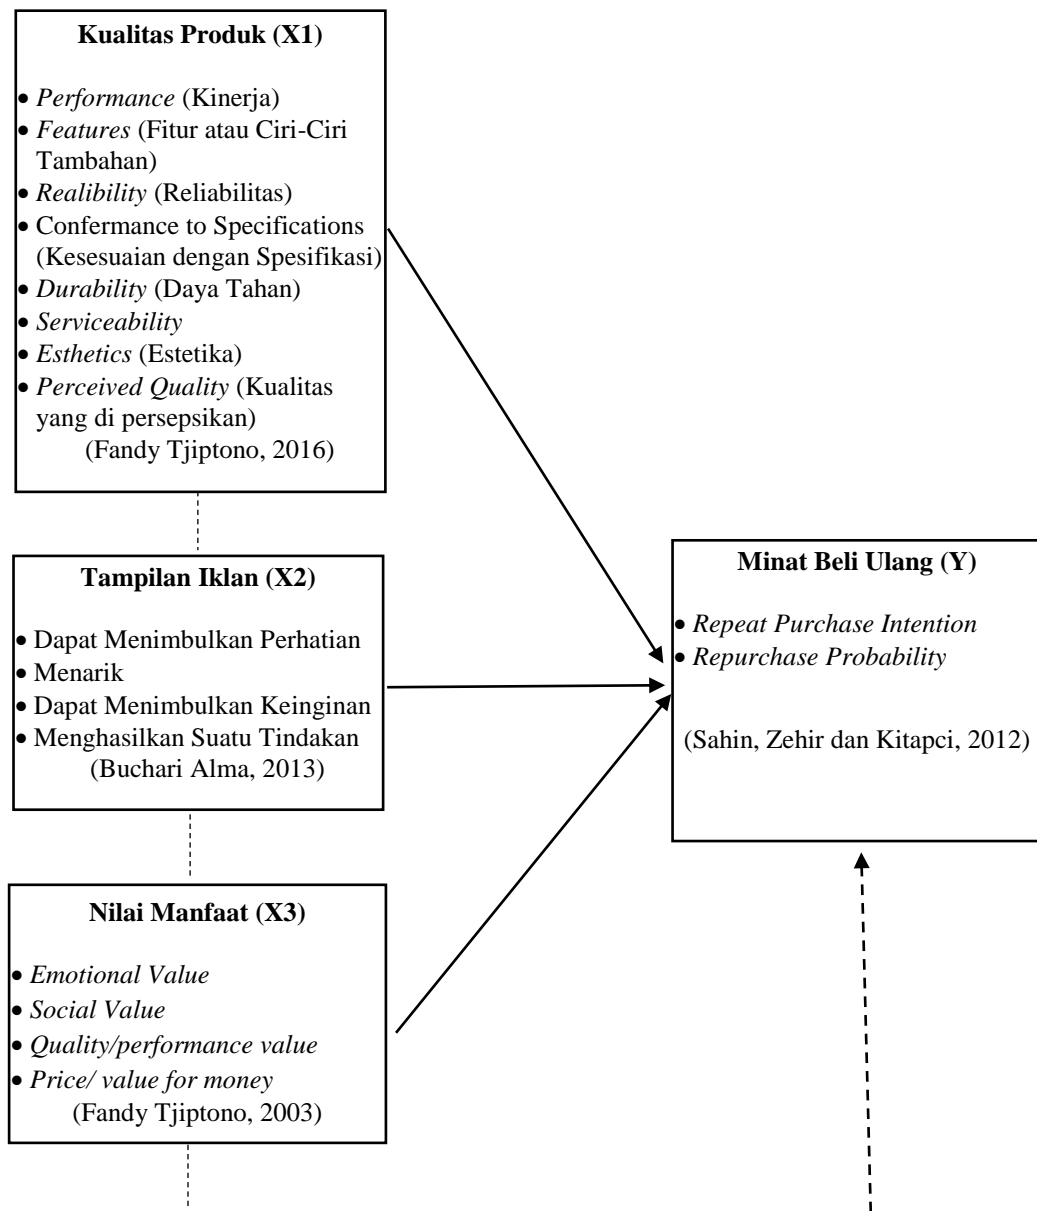 Kualitas Produk (X1)
• Performance (Kinerja)
• Features (Fitur atau Ciri-Ciri
Tambahan)
• Realibility (Reliabilitas)
• Confermance to Specifications
(Kesesuaian dengan Spesifikasi)
• Durability (Daya Tahan)
• Serviceability
• Esthetics (Estetika)
• Perceived Quality (Kualitas
yang di persepsikan)
(Fandy Tjiptono, 2016)
Tampilan Iklan (X2)
• Dapat Menimbulkan Perhatian
• Menarik
• Dapat Menimbulkan Keinginan
• Menghasilkan Suatu Tindakan
(Buchari Alma, 2013)
Nilai Manfaat (X3)
• Emotional Value
• Social Value
• Quality/performance value
• Price/ value for money
(Fandy Tjiptono, 2003)
Minat Beli Ulang (Y)
• Repeat Purchase Intention
• Repurchase Probability
(Sahin, Zehir dan Kitapci, 2012)